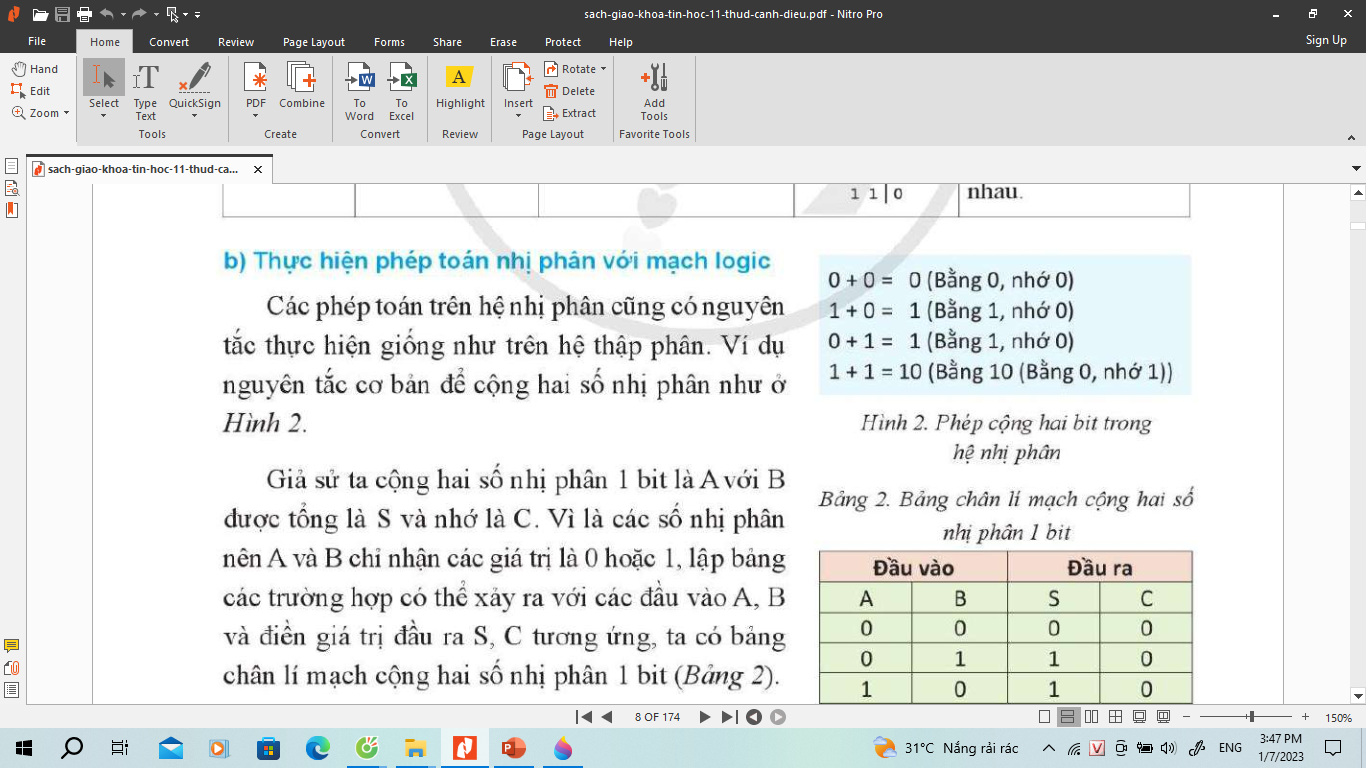 sach-giao-khoa-tin-hoc-11-thud-canh-dieu.pdf - Nitro Pro
File Home Convert Review Page Layout Forms Share Erase Protect Help Sign Up
Hand
Edit
Zoom
Select
Type Text
QuickSign
Tools
PDF
Combine
Create
To Word
To Excel
Convert
Highlight
Review
Insert
Rotate
Delete
Extract
Page Layout
Add Tools
Favorite Tools
sach-giao-khoa-tin-hoc-11-thud-ca...
1 1 | 0
nhau.
b) Thực hiện phép toán nhị phân với mạch logic
Các phép toán trên hệ nhị phân cũng có nguyên
tắc thực hiện giống như trên hệ thập phân. Ví dụ
nguyên tắc cơ bản để cộng hai số nhị phân như ở
Hình 2.
Giả sử ta cộng hai số nhị phân 1 bit là A với B
được tổng là S và nhớ là C. Vì là các số nhị phân
nên A và B chỉ nhận các giá trị là 0 hoặc 1, lập bảng
các trường hợp có thể xảy ra với các đầu vào A, B
và điền giá trị đầu ra S, C tương ứng, ta có bảng
chân lí mạch cộng hai số nhị phân 1 bit (Bảng 2).
0 + 0 = 0 (Bằng 0, nhớ 0)
1 + 0 = 1 (Bằng 1, nhớ 0)
0 + 1 = 1 (Bằng 1, nhớ 0)
1 + 1 = 10 (Bằng 10 (Bằng 0, nhớ 1))
Hình 2. Phép cộng hai bit trong
hệ nhị phân
Bảng 2. Bảng chân lí mạch cộng hai số
nhị phân 1 bit
Đầu vào Đầu ra
A B S C
0 0 0 0
0 1 1 0
1 0 1 0
8 OF 174
150%
31°C Nắng rải rác
ENG
3:47 PM
1/7/2023